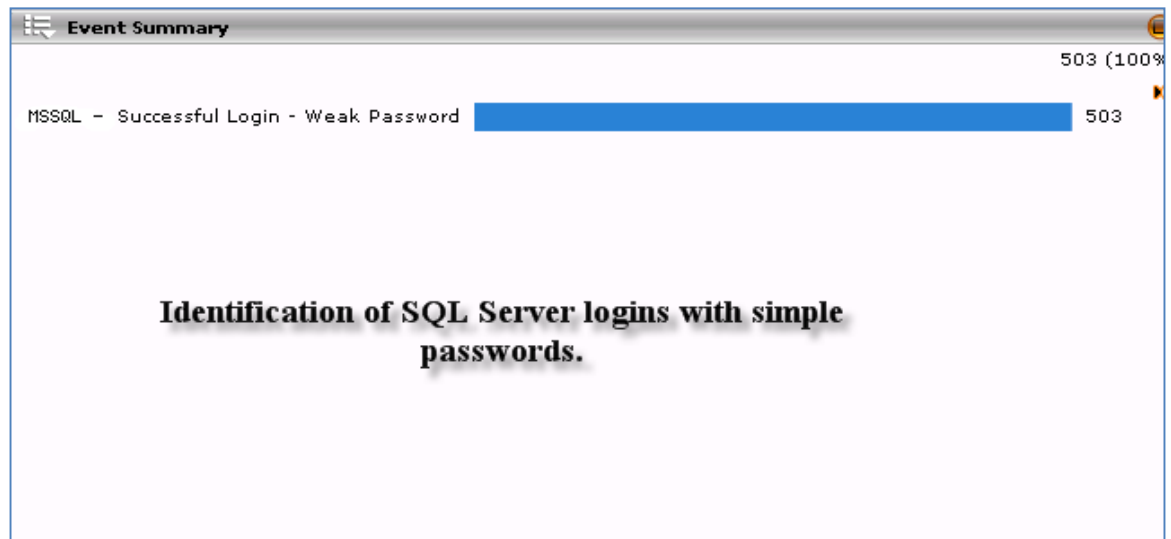 Event Summary
503 (100%
MSSQL - Successful Login - Weak Password 503
Identification of SQL Server logins with simple
passwords.